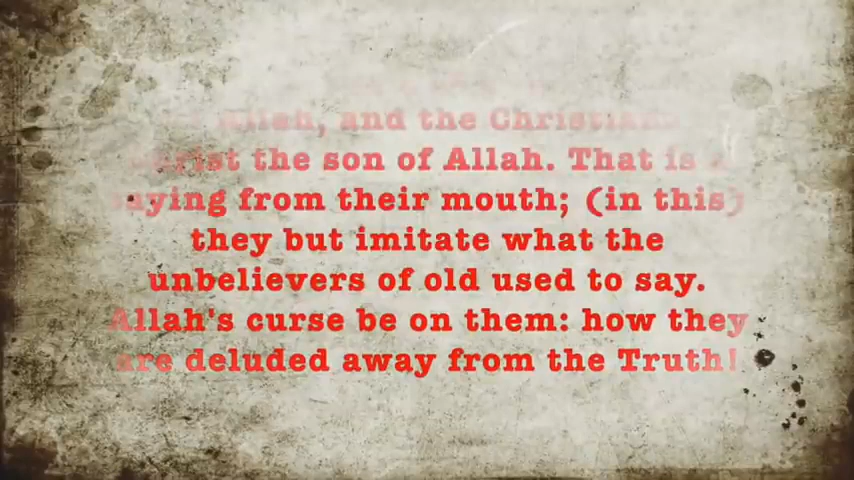 Allah, and the Christians
Christ the son of Allah. That is a
saying from their mouth; (in this)
they but imitate what the
unbelievers of old used to say.
Allah's curse be on them: how they
are deluded away from the Truth!